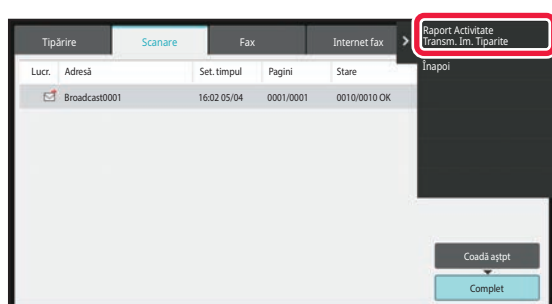 Tipărire Scanare Fax Internet fax
Raport Activitate
Transm. Im. Tiparite
Înapoi
Lucr. Adresă Set. timpul Pagini Stare
Broadcast0001 16:02 05/04 0001/0001 0010/0010 OK
Coadă aștpt
Complet